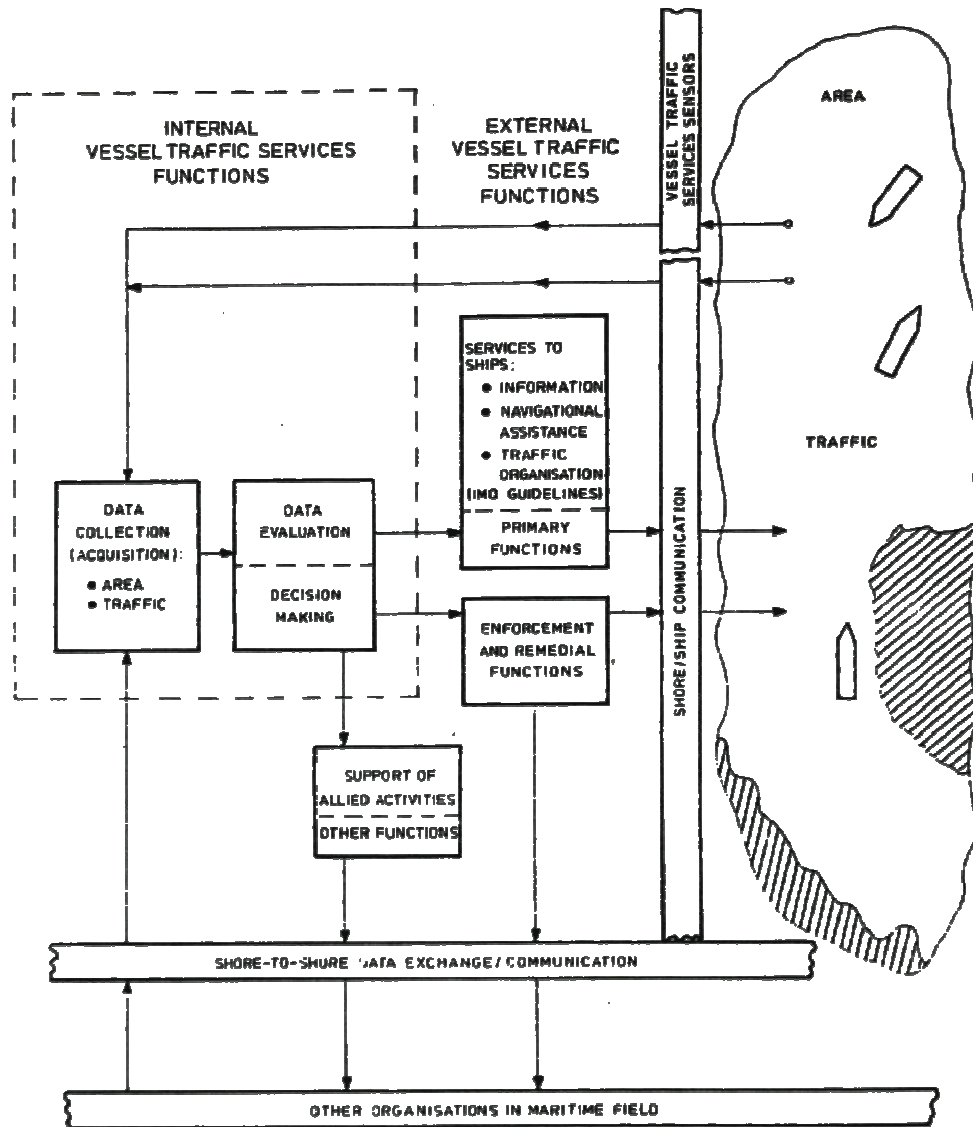 INTERNAL
VESSEL TRAFFIC SERVICES
FUNCTIONS
EXTERNAL
VESSEL TRAFFIC
SERVICES
FUNCTIONS
VESSEL TRAFFIC
SERVICES SENSORS
AREA
SERVICES TO
SHIPS:
• INFORMATION
• NAVIGATIONAL
ASSISTANCE
• TRAFFIC
ORGANISATION
(IMO GUIDELINES)
PRIMARY
FUNCTIONS
TRAFFIC
DATA
COLLECTION
(ACQUISITION):
• AREA
• TRAFFIC
DATA
EVALUATION
DECISION
MAKING
ENFORCEMENT
AND REMEDIAL
FUNCTIONS
SHORE/SHIP COMMUNICATION
SUPPORT OF
ALLIED ACTIVITIES
OTHER FUNCTIONS
SHORE-TO-SHURE DATA EXCHANGE/COMMUNICATION
OTHER ORGANISATIONS IN MARITIME FIELD